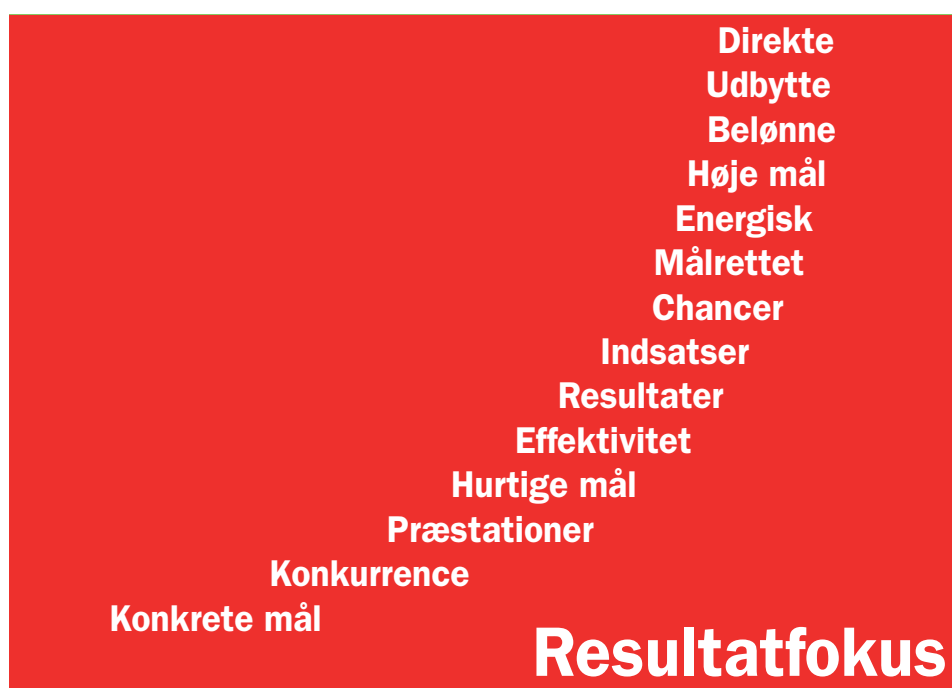 Direkte
Udbytte
Belønne
Høje mål
Energisk
Målrettet
Chancer
Indsatser
Resultater
Effektivitet
Hurtige mål
Præstationer
Konkurrence
Konkrete mål
Resultatfokus